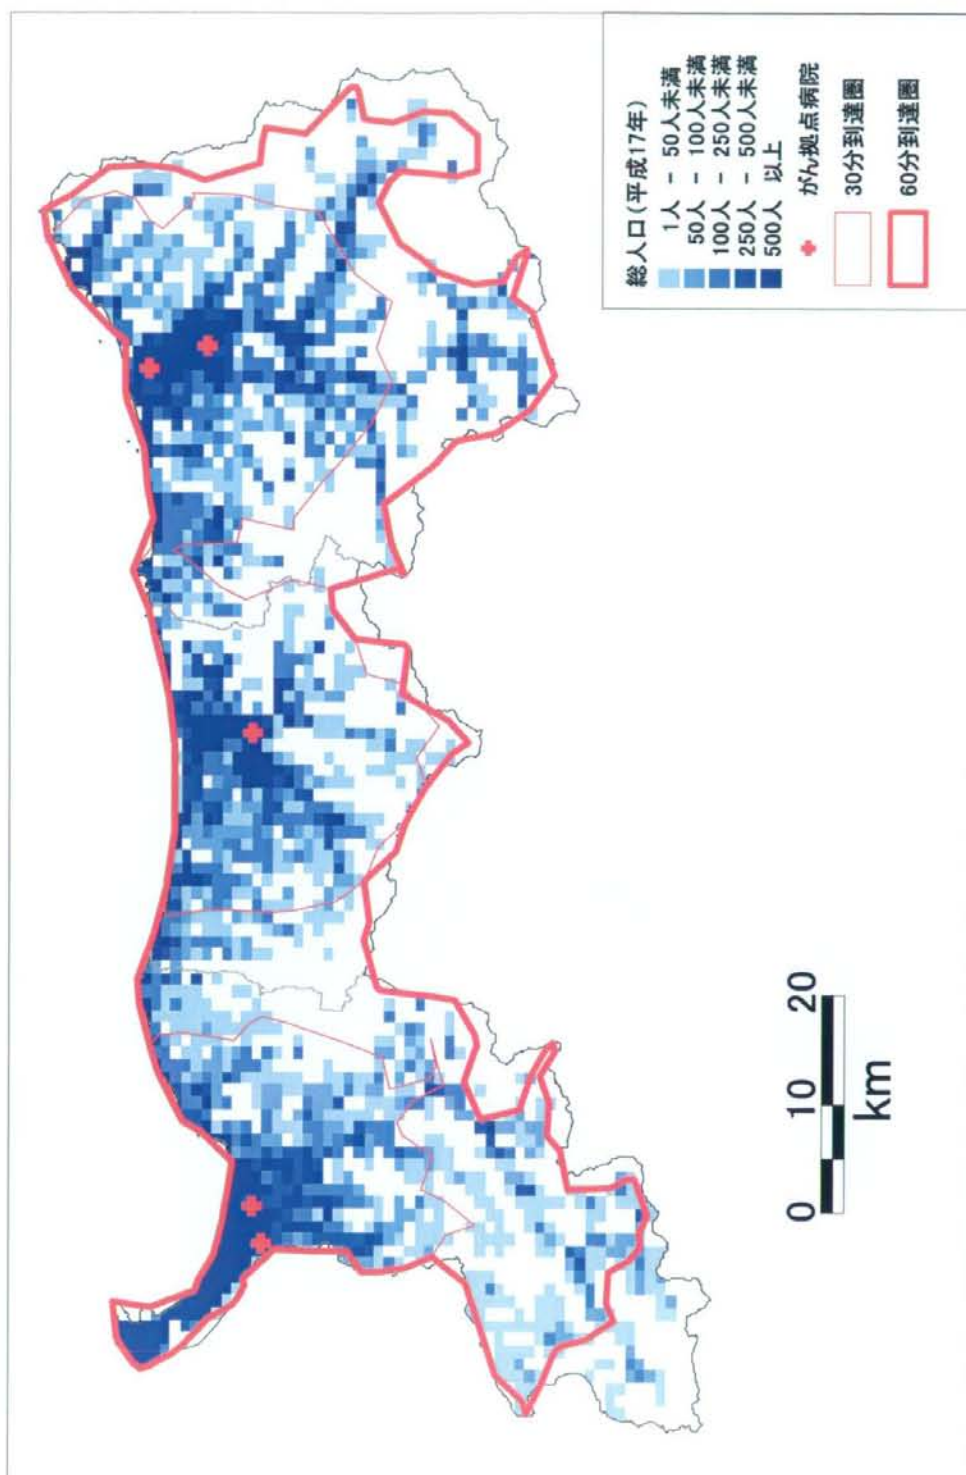 総人口(平成17年)
1人 - 50人未満
50人 - 100人未満
100人 - 250人未満
250人 - 500人未満
500人 以上
がん拠点病院
30分到達圏
60分到達圏
0 10 20
km